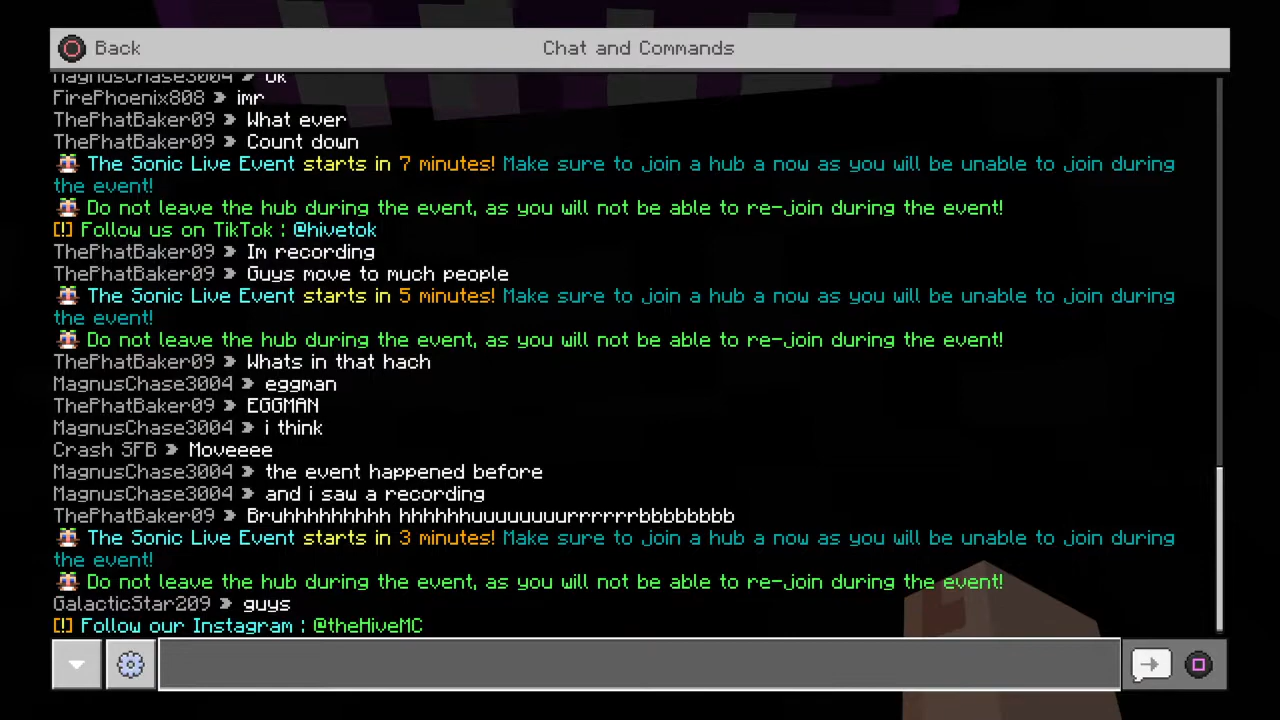 Back
Chat and Commands
MagnusChase3004 » Ok
FirePhoenix808 » imr
ThePhatBaker09 » What ever
ThePhatBaker09 » Count down
The Sonic Live Event starts in 7 minutes! Make sure to join a hub a now as you will be unable to join during
the event!
Do not leave the hub during the event, as you will not be able to re-join during the event!
[!] Follow us on TikTok : @hivetok
ThePhatBaker09 » Im recording
ThePhatBaker09 » Guys move to much people
The Sonic Live Event starts in 5 minutes! Make sure to join a hub a now as you will be unable to join during
the event!
Do not leave the hub during the event, as you will not be able to re-join during the event!
ThePhatBaker09 » Whats in that hach
MagnusChase3004 » eggman
ThePhatBaker09 » EGGMAN
MagnusChase3004 » i think
Crash SFB » Moveeee
MagnusChase3004 » the event happened before
MagnusChase3004 » and i saw a recording
ThePhatBaker09 » Bruhhhhhhhhh hhhhhhuuuuuuuurrrrrrbbbbbbbb
The Sonic Live Event starts in 3 minutes! Make sure to join a hub a now as you will be unable to join during
the event!
Do not leave the hub during the event, as you will not be able to re-join during the event!
GalacticStar209 » guys
[!] Follow our Instagram : @theHiveMC